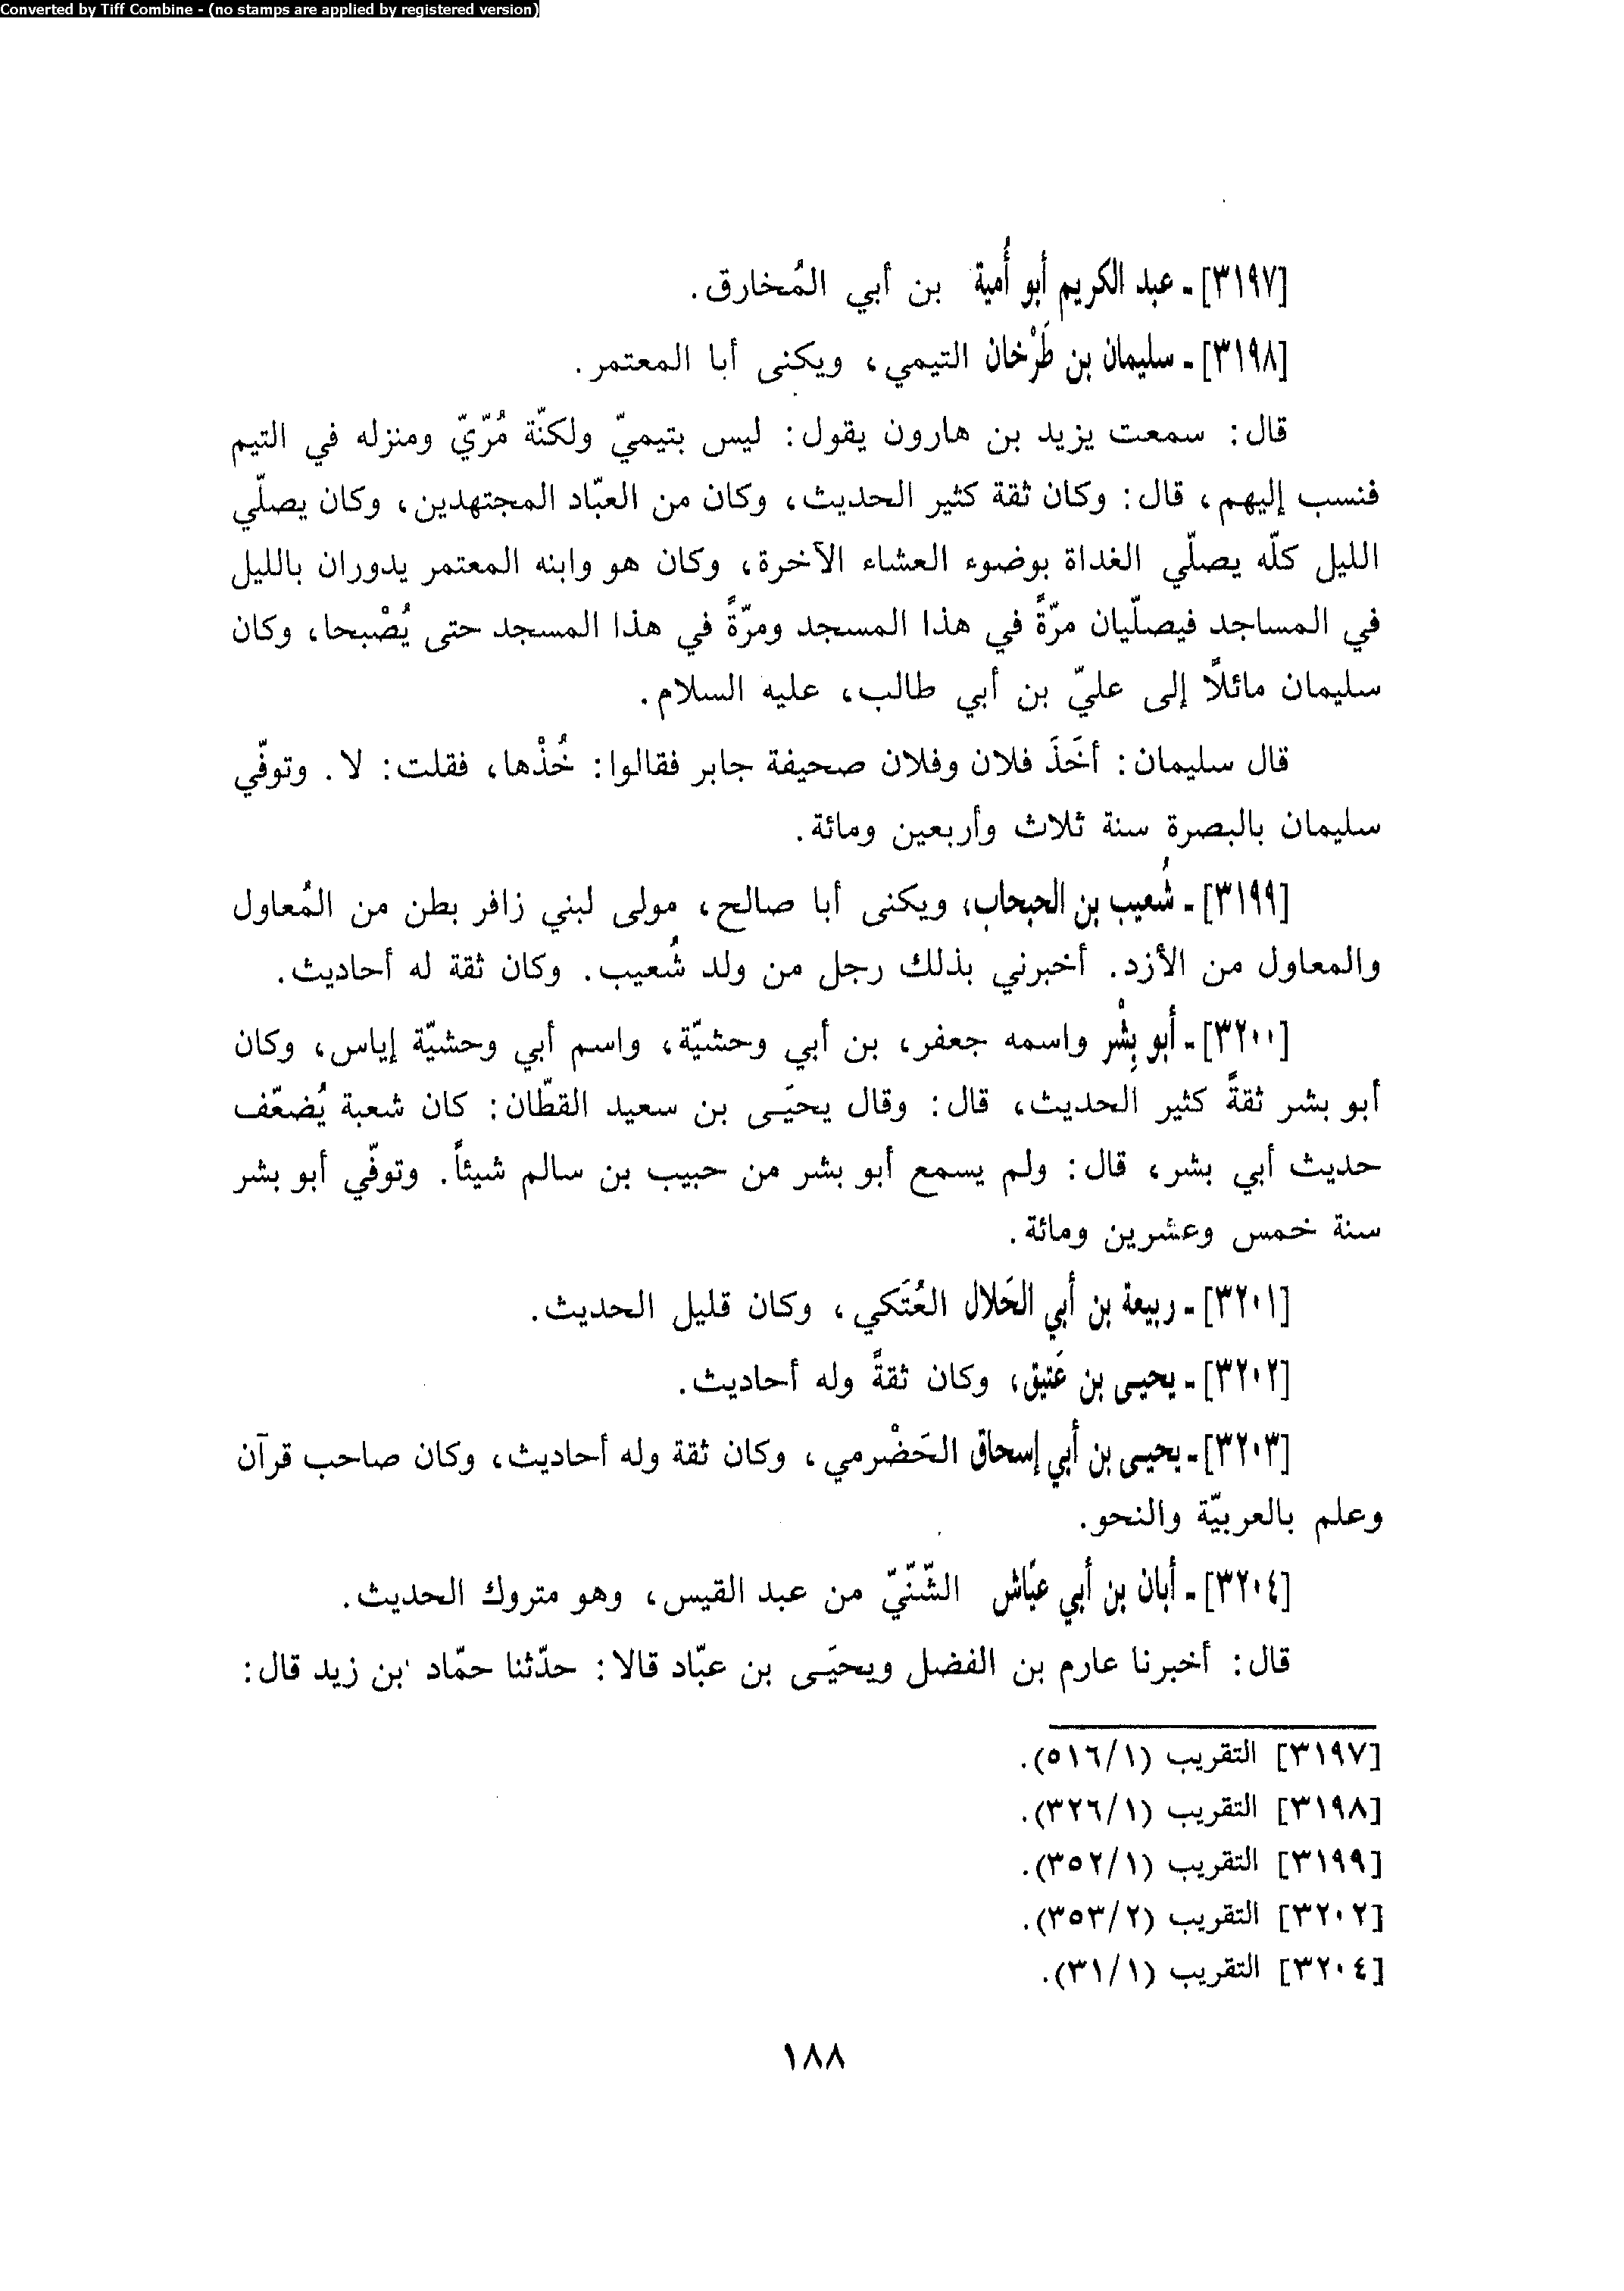 Converted by Tiff Combine - (no stamps are applied by registered version)
[٣١٩٧] - عبد الكريم أبو أُمية بن أبي المُخارق.
[٣١٩٨] - سليمان بن طَرْخان التيمي، ويكنى أبا المعتمر.
قال: سمعت يزيد بن هارون يقول: ليس بتيميّ ولكنّة مُرّيّ ومنزله في التيم
فنسب إليهم، قال: وكان ثقة كثير الحديث، وكان من العبّاد المجتهدين، وكان يصلّي
الليل كلّه يصلّي الغداة بوضوء العشاء الآخرة، وكان هو وابنه المعتمر يدوران بالليل
في المساجد فيصلّيان مرّةً في هذا المسجد ومرّةً في هذا المسجد حتى يُصْبحا، وكان
سليمان مائلاً إلى عليّ بن أبي طالب، عليه السلام.
قال سليمان: أخَذَ فلان وفلان صحيفة جابر فقالوا: خُذْها، فقلت: لا. وتوفّي
سليمان بالبصرة سنة ثلاث وأربعين ومائة.
[٣١٩٩] - شُعيب بن الحبحاب، ويكنى أبا صالح، مولى لبني زافر بطن من المُعاول
والمعاول من الأزد. أخبرني بذلك رجل من ولد شُعيب. وكان ثقة له أحاديث.
[٣٢٠٠] - أبو بِشْر واسمه جعفر، بن أبي وحشيّة، واسم أبي وحشيّة إياس، وكان
أبو بشر ثقةً كثير الحديث، قال: وقال يحيَى بن سعيد القطّان: كان شعبة يُضعّف
حديث أبي بشر، قال: ولم يسمع أبو بشر من حبيب بن سالم شيئاً. وتوفّي أبو بشر
سنة خمس وعشرين ومائة.
[٣٢٠١] - ربيعة بن أبي الحَلال العُتَكي، وكان قليل الحديث.
[٣٢٠٢] - يحيى بن عَتيق، وكان ثقةً وله أحاديث.
[٣٢٠٣] - يحيى بن أبي إسحاق الحَضْرمي، وكان ثقة وله أحاديث، وكان صاحب قرآن
وعلم بالعربيّة والنحو.
[٣٢٠٤] - أبان بن أبي عيّاش الشّنّيّ من عبد القيس، وهو متروك الحديث.
قال: أخبرنا عارم بن الفضل ويحيَى بن عبّاد قالا: حدّثنا حمّاد بن زيد قال:
[٣١٩٧] التقريب (٥١٦/١).
[٣١٩٨] التقريب (٣٢٦/١).
[٣١٩٩] التقريب (٣٥٢/١).
[٣٢٠٢] التقريب (٣٥٣/٢).
[٣٢٠٤] التقريب (٣١/١).
١٨٨